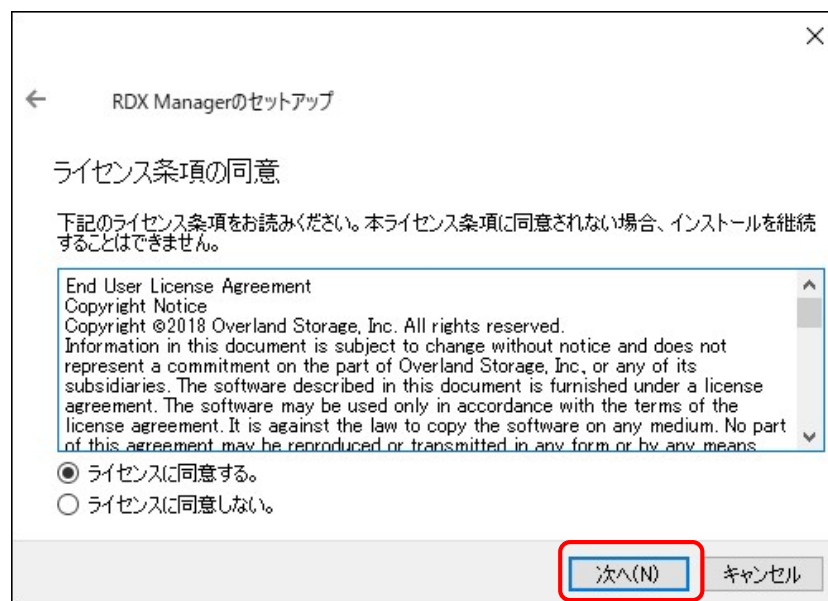 RDX Managerのセットアップ
ライセンス条項の同意
下記のライセンス条項をお読みください。本ライセンス条項に同意されない場合、インストールを継続
することはできません。
End User License Agreement
Copyright Notice
Copyright ©2018 Overland Storage, Inc. All rights reserved.
Information in this document is subject to change without notice and does not
represent a commitment on the part of Overland Storage, Inc., or any of its
subsidiaries. The software described in this document is furnished under a license
agreement. The software may be used only in accordance with the terms of the
license agreement. It is against the law to copy the software on any medium. No part
of this agreement may be reproduced or transmitted in any form or by any means
ライセンスに同意する。
ライセンスに同意しない。
次へ(N) キャンセル